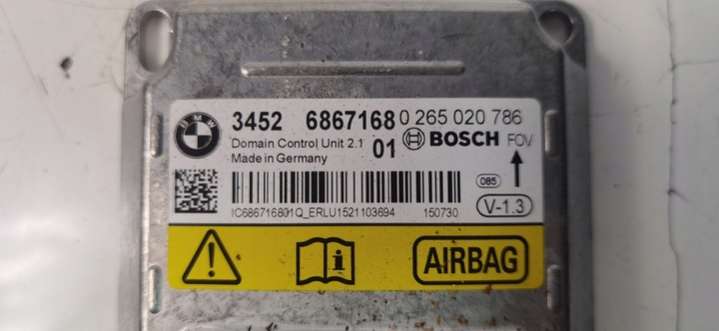 BMW
3452 6867168 0 265 020 786
Domain Control Unit 2.1 01 BOSCH FOV
Made in Germany
085
V-1.3
IC686716801Q_ERLU1521103694 150730
AIRBAG